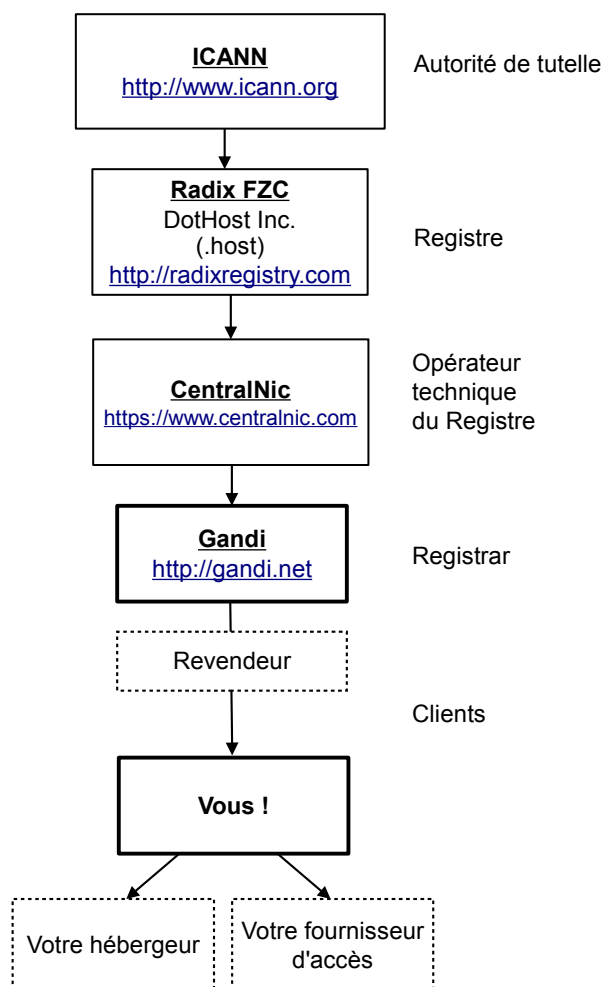 ICANN
http://www.icann.org
Autorité de tutelle
Radix FZC
DotHost Inc.
(.host)
http://radixregistry.com
Registre
CentralNic
https://www.centralnic.com
Opérateur
technique
du Registre
Gandi
http://gandi.net
Registrar
Revendeur
Clients
Vous !
Votre hébergeur
Votre fournisseur
d'accès